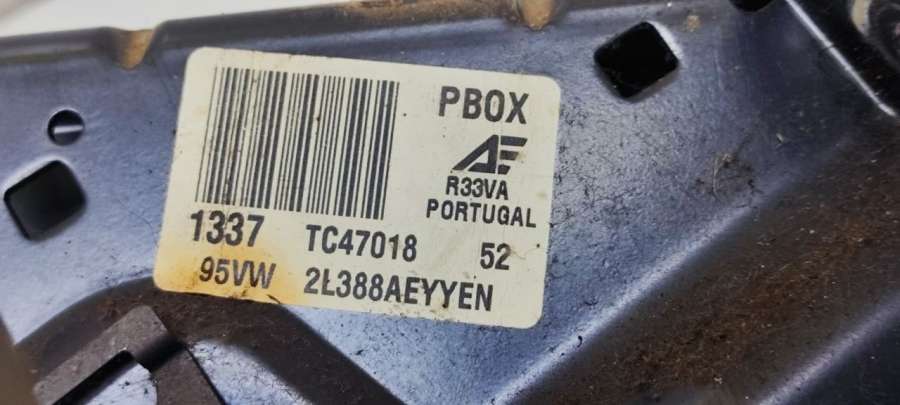 PBOX
AE
R33VA
PORTUGAL
1337 TC47018 52
95VW 2L388AEYYEN